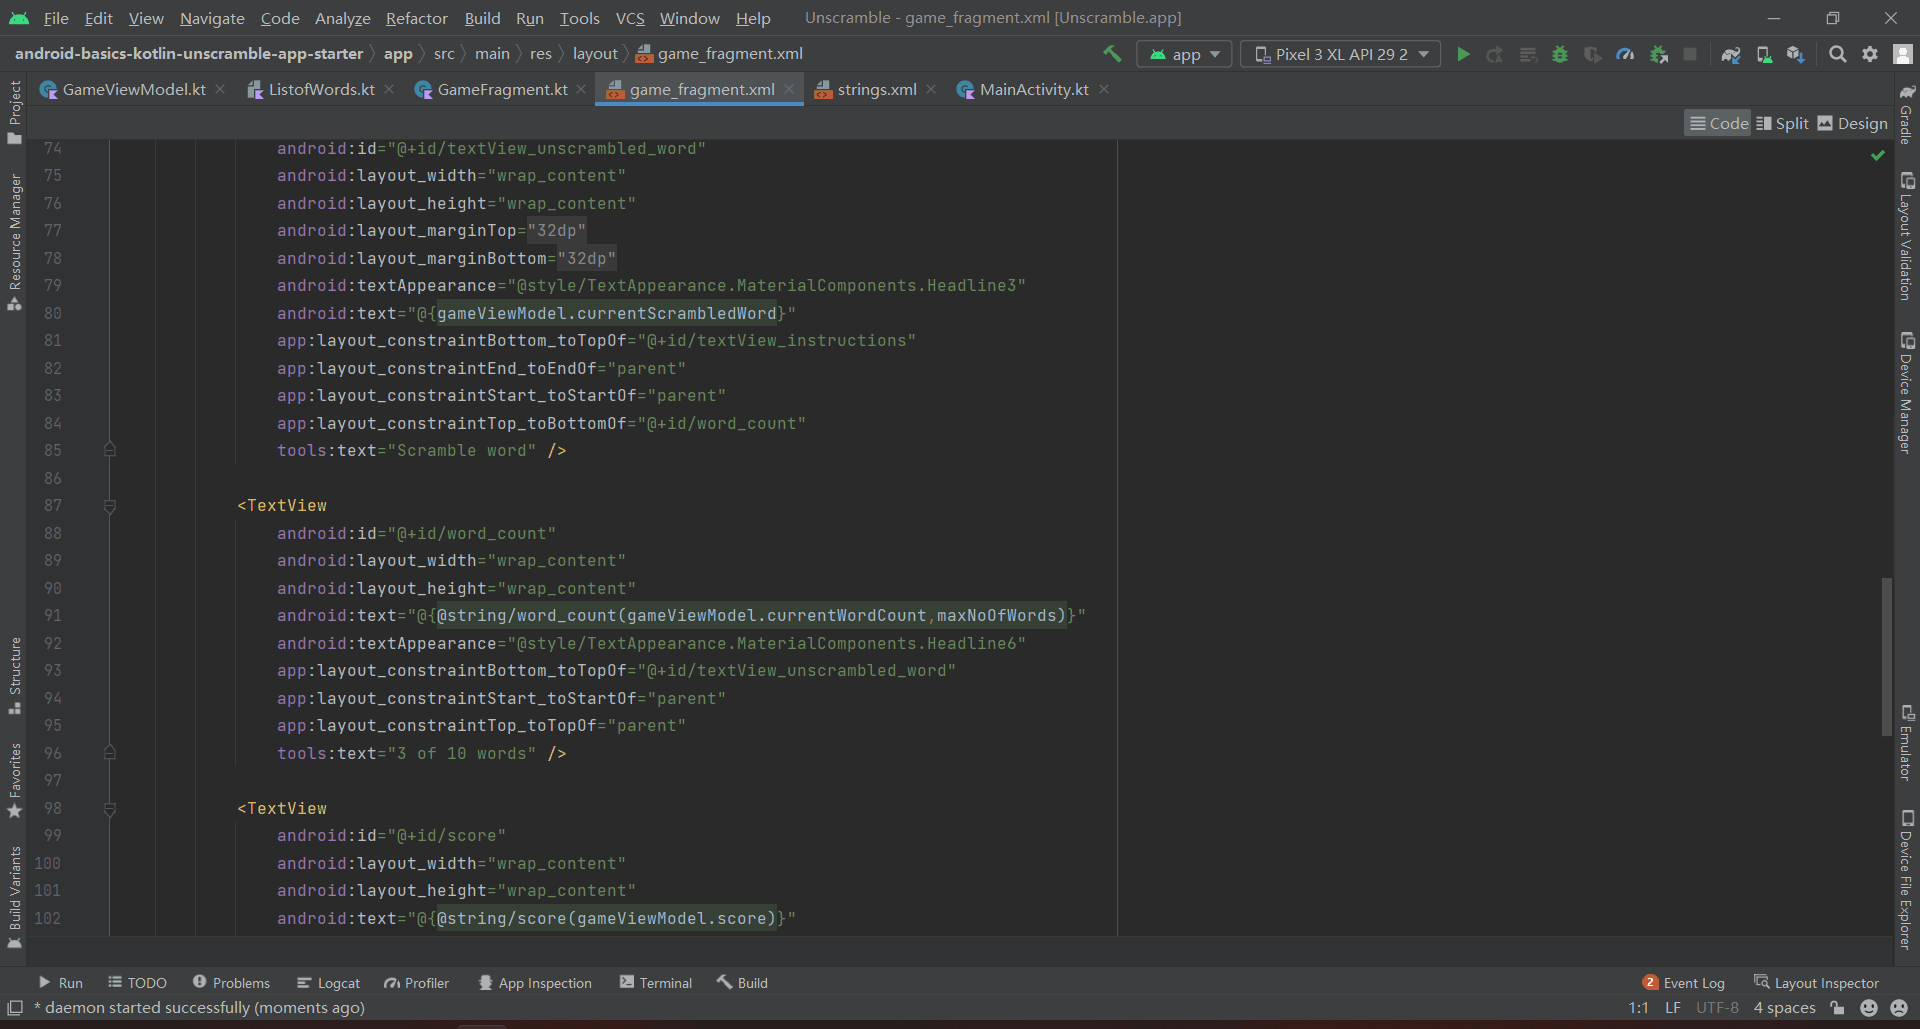 File Edit View Navigate Code Analyze Refactor Build Run Tools VCS Window Help Unscramble - game_fragment.xml [Unscramble.app]
android-basics-kotlin-unscramble-app-starter app src main res layout game_fragment.xml app Pixel 3 XL API 29 2
GameViewModel.kt ListofWords.kt GameFragment.kt game_fragment.xml strings.xml MainActivity.kt
Code Split Design
74 android:id="@+id/textView_unscrambled_word"
75 android:layout_width="wrap_content"
76 android:layout_height="wrap_content"
77 android:layout_marginTop="32dp"
78 android:layout_marginBottom="32dp"
79 android:textAppearance="@style/TextAppearance.MaterialComponents.Headline3"
80 android:text="@{gameViewModel.currentScrambledWord}"
81 app:layout_constraintBottom_toTopOf="@+id/textView_instructions"
82 app:layout_constraintEnd_toEndOf="parent"
83 app:layout_constraintStart_toStartOf="parent"
84 app:layout_constraintTop_toBottomOf="@+id/word_count"
85 tools:text="Scramble word" />
86
87 <TextView
88 android:id="@+id/word_count"
89 android:layout_width="wrap_content"
90 android:layout_height="wrap_content"
91 android:text="@{@string/word_count(gameViewModel.currentWordCount,maxNoOfWords)}"
92 android:textAppearance="@style/TextAppearance.MaterialComponents.Headline6"
93 app:layout_constraintBottom_toTopOf="@+id/textView_unscrambled_word"
94 app:layout_constraintStart_toStartOf="parent"
95 app:layout_constraintTop_toTopOf="parent"
96 tools:text="3 of 10 words" />
97
98 <TextView
99 android:id="@+id/score"
100 android:layout_width="wrap_content"
101 android:layout_height="wrap_content"
102 android:text="@{@string/score(gameViewModel.score)}"
Project
Resource Manager
Structure
Favorites
Build Variants
Gradle
Layout Validation
Device Manager
Emulator
Device File Explorer
Run TODO Problems Logcat Profiler App Inspection Terminal Build 2 Event Log Layout Inspector
* daemon started successfully (moments ago) 1:1 LF UTF-8 4 spaces